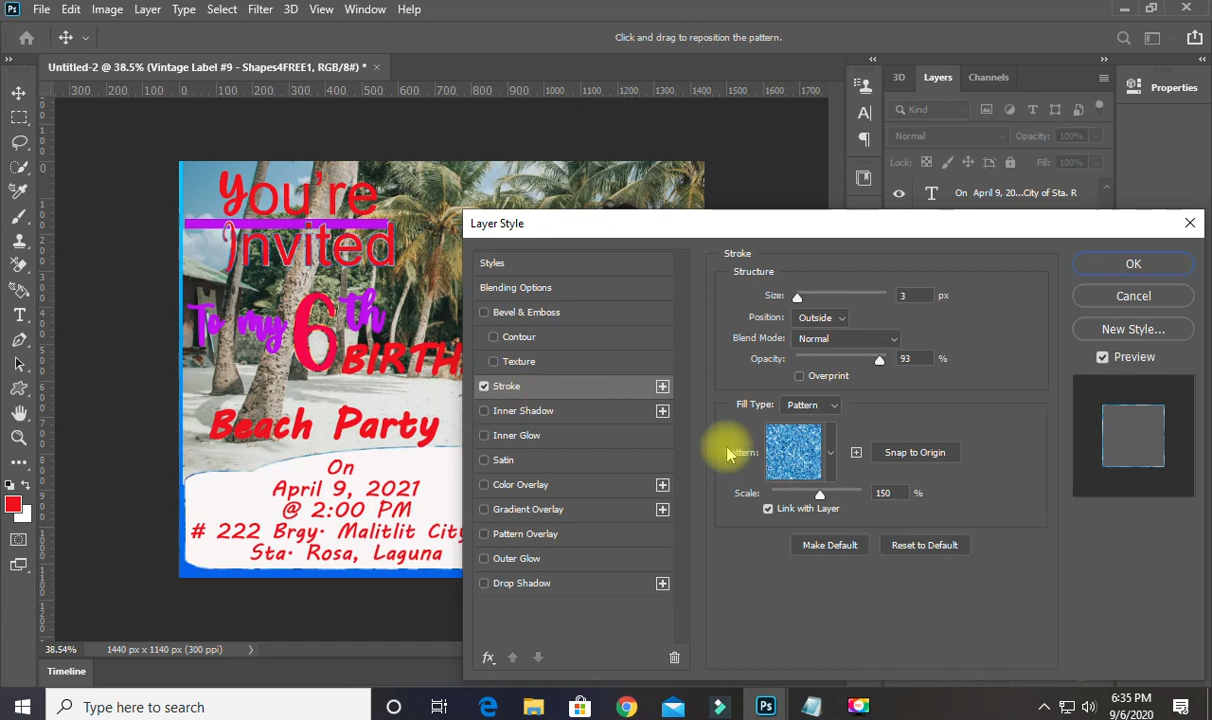 Ps File Edit Image Layer Type Select Filter 3D View Window Help
Click and drag to reposition the pattern.
Untitled-2 @ 38.5% (Vintage Label #9 - Shapes4FREE1, RGB/8#) *
300 200 100 0 100 200 300 400 500 600 700 800 900 1000 1100 1200 1300 1400 1500 1600 1700
3D Layers Channels
Properties
Kind
Normal Opacity: 100%
Lock: Fill: 100%
On April 9, 20...City of Sta. R
You're
Invited
To my 6th
BIRTH
Beach Party
On
April 9, 2021
@ 2:00 PM
# 222 Brgy. Malitlit City
Sta. Rosa, Laguna
Layer Style
Styles
Blending Options
Bevel & Emboss
Contour
Texture
Stroke
Inner Shadow
Inner Glow
Satin
Color Overlay
Gradient Overlay
Pattern Overlay
Outer Glow
Drop Shadow
fx
Stroke
Structure
Size: 3 px
Position: Outside
Blend Mode: Normal
Opacity: 93 %
Overprint
Fill Type: Pattern
Snap to Origin
Scale: 150 %
Link with Layer
Make Default Reset to Default
OK
Cancel
New Style...
Preview
38.54% 1440 px x 1140 px (300 ppi)
Timeline
Type here to search
6:35 PM
9/6/2020